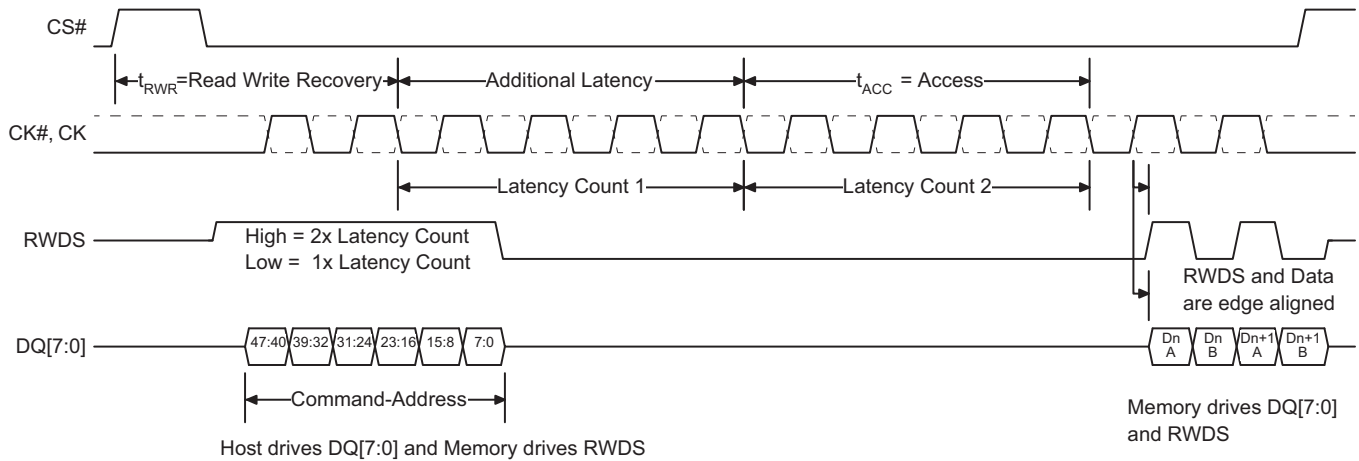 CS#
tRWR=Read Write Recovery
Additional Latency
tACC = Access
CK#, CK
Latency Count 1
Latency Count 2
RWDS
High = 2x Latency Count
Low = 1x Latency Count
RWDS and Data
are edge aligned
DQ[7:0]
47:40 39:32 31:24 23:16 15:8 7:0
Dn A
Dn B
Dn+1 A
Dn+1 B
Command-Address
Memory drives DQ[7:0]
and RWDS
Host drives DQ[7:0] and Memory drives RWDS